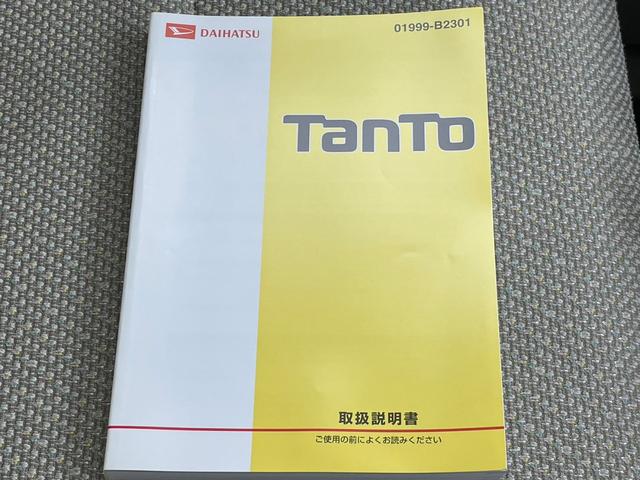 DAIHATSU
01999-B2301
TanTo
取扱説明書
ご使用の前によくお読みください